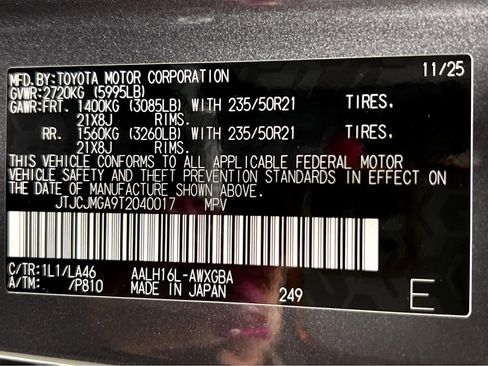 MFD.BY:TOYOTA MOTOR CORPORATION 11/25
GVWR:2720KG (5995LB)
GAWR:FRT. 1400KG (3085LB) WITH 235/50R21 TIRES.
21X8J RIMS.
RR. 1560KG (3260LB) WITH 235/50R21 TIRES.
21X8J RIMS.
THIS VEHICLE CONFORMS TO ALL APPLICABLE FEDERAL MOTOR
VEHICLE SAFETY AND THEFT PREVENTION STANDARDS IN EFFECT ON
THE DATE OF MANUFACTURE SHOWN ABOVE.
JTJCJMGA9T2040017 MPV
C/TR:1L1/LA46 AALH16L-AWXGBA
A/TM: /P810 MADE IN JAPAN 249 E